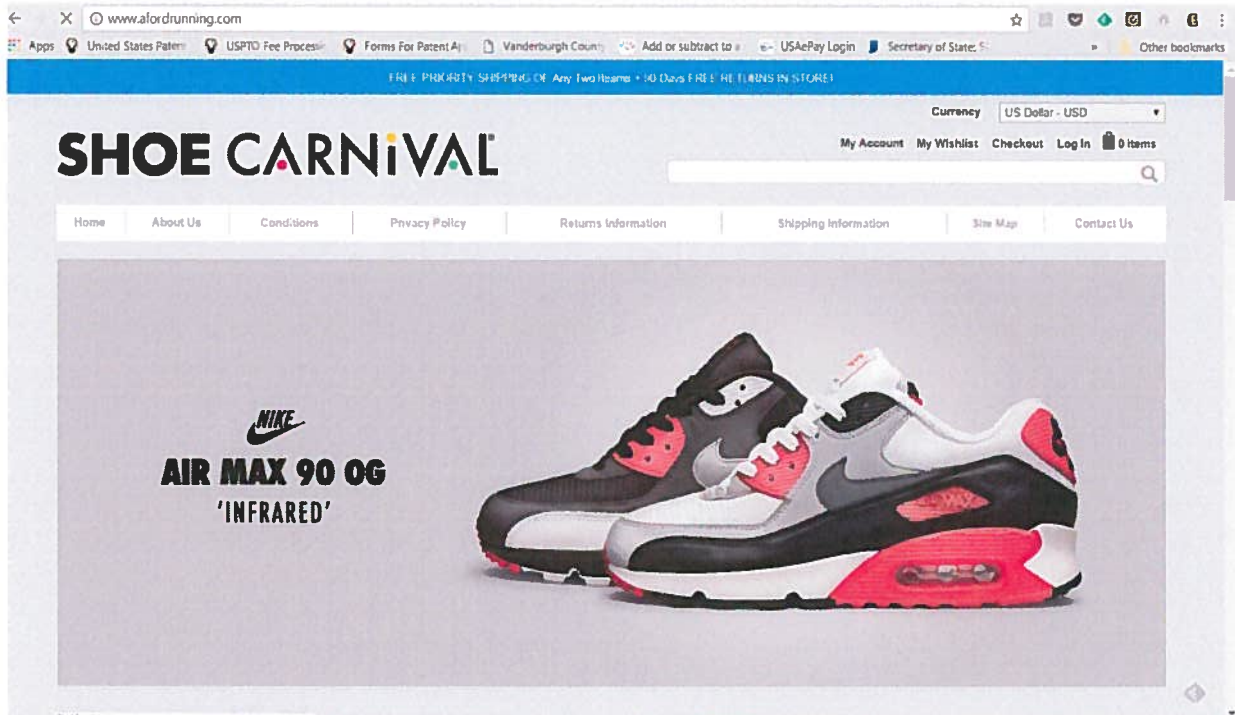 www.afordrunning.com
Apps United States Patent USPTO Fee Process Forms For Patent Ap Vanderburgh County Add or subtract to a USAePay Login Secretary of State: S Other bookmarks
FREE PRIORITY SHIPPING OF Any Two Items + 90 Days FREE RETURNS IN STORE!
Currency US Dollar - USD
SHOE CARNiVAL
My Account My Wishlist Checkout Log In 0 items
Home About Us Conditions Privacy Policy Returns Information Shipping Information Site Map Contact Us
NIKE
AIR MAX 90 OG
'INFRARED'